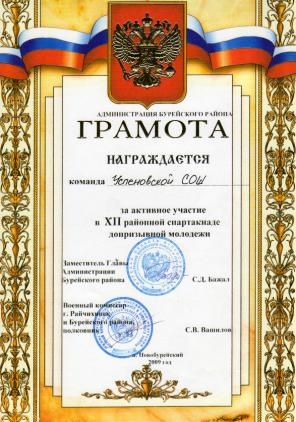 АДМИНИСТРАЦИЯ БУРЕЙСКОГО РАЙОНА
ГРАМОТА
НАГРАЖДАЕТСЯ
команда Успеновской СОШ
за активное участие
в XII районной спартакиаде
допризывной молодежи
Заместитель Главы
Администрации
Бурейского района С.Д. Бажал
Военный комиссар
г. Райчихинск
и Бурейского района,
полковник С.В. Вашилов
п. Новобурейский
2009 год